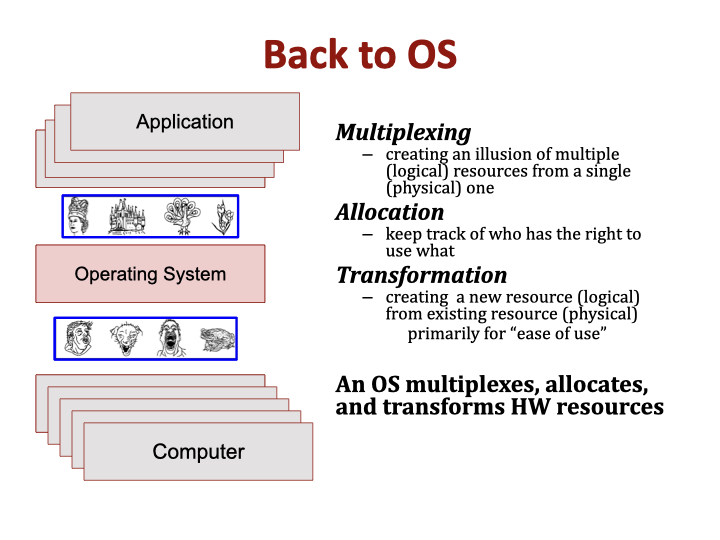 Back to OS
Application
Operating System
Computer
Multiplexing
– creating an illusion of multiple
(logical) resources from a single
(physical) one
Allocation
– keep track of who has the right to
use what
Transformation
– creating  a new resource (logical)
from existing resource (physical)
primarily for “ease of use”
An OS multiplexes, allocates,
and transforms HW resources